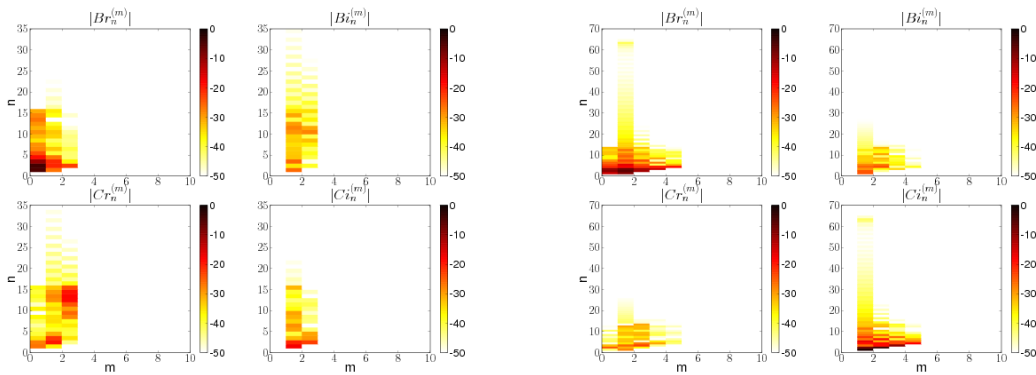 |Br_n^{(m)}| |Bi_n^{(m)}| |Br_n^{(m)}| |Bi_n^{(m)}|
35 0 35 0 70 0 70 0
30 30 60 60
-10 -10 -10 -10
25 25 50 50
20 -20 20 -20 40 -20 40 -20
n n
15 -30 15 -30 30 -30 30 -30
10 10 20 20
-40 -40 -40 -40
5 5 10 10
0 -50 0 -50 0 -50 0 -50
0 2 4 6 8 10 0 2 4 6 8 10 0 2 4 6 8 10 0 2 4 6 8 10
|Cr_n^{(m)}| |Ci_n^{(m)}| |Cr_n^{(m)}| |Ci_n^{(m)}|
35 0 35 0 70 0 70 0
30 30 60 60
-10 -10 -10 -10
25 25 50 50
20 -20 20 -20 40 -20 40 -20
n n
15 -30 15 -30 30 -30 30 -30
10 10 20 20
-40 -40 -40 -40
5 5 10 10
0 -50 0 -50 0 -50 0 -50
0 2 4 6 8 10 0 2 4 6 8 10 0 2 4 6 8 10 0 2 4 6 8 10
m m m m